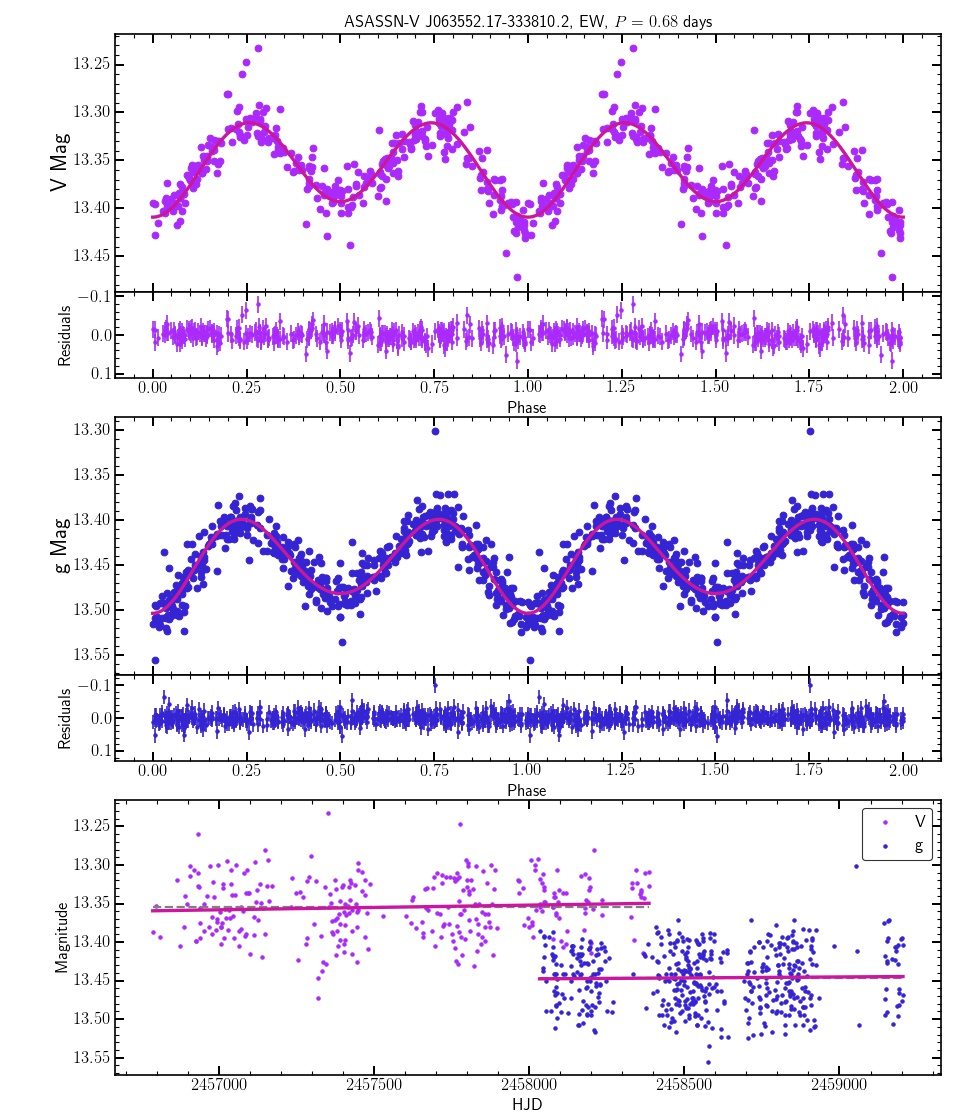 ASASSN-V J063552.17-333810.2, EW, P = 0.68 days
V Mag
13.25
13.30
13.35
13.40
13.45
Residuals
−0.1
0.0
0.1
0.00 0.25 0.50 0.75 1.00 1.25 1.50 1.75 2.00
Phase
g Mag
13.30
13.35
13.40
13.45
13.50
13.55
Residuals
−0.1
0.0
0.1
0.00 0.25 0.50 0.75 1.00 1.25 1.50 1.75 2.00
Phase
Magnitude
13.25
13.30
13.35
13.40
13.45
13.50
13.55
V
g
2457000 2457500 2458000 2458500 2459000
HJD